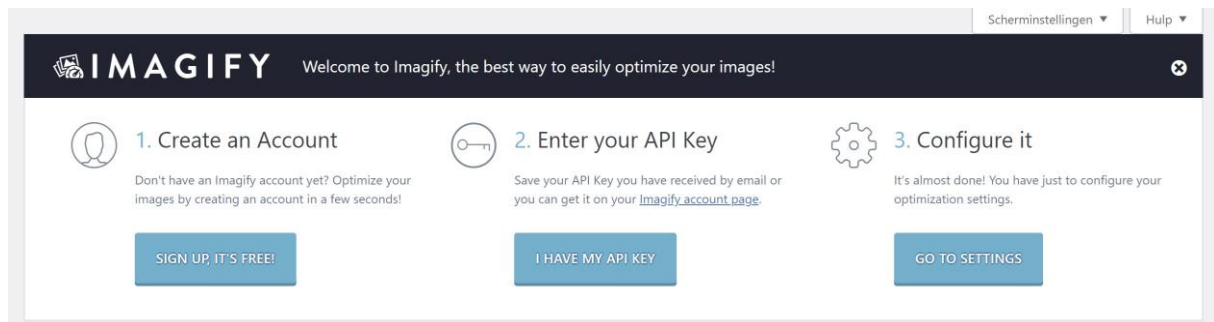 Scherminstellingen ▼ Hulp ▼
IMAGIFY Welcome to Imagify, the best way to easily optimize your images!
1. Create an Account
Don't have an Imagify account yet? Optimize your
images by creating an account in a few seconds!
SIGN UP, IT'S FREE!
2. Enter your API Key
Save your API Key you have received by email or
you can get it on your Imagify account page.
I HAVE MY API KEY
3. Configure it
It's almost done! You have just to configure your
optimization settings.
GO TO SETTINGS